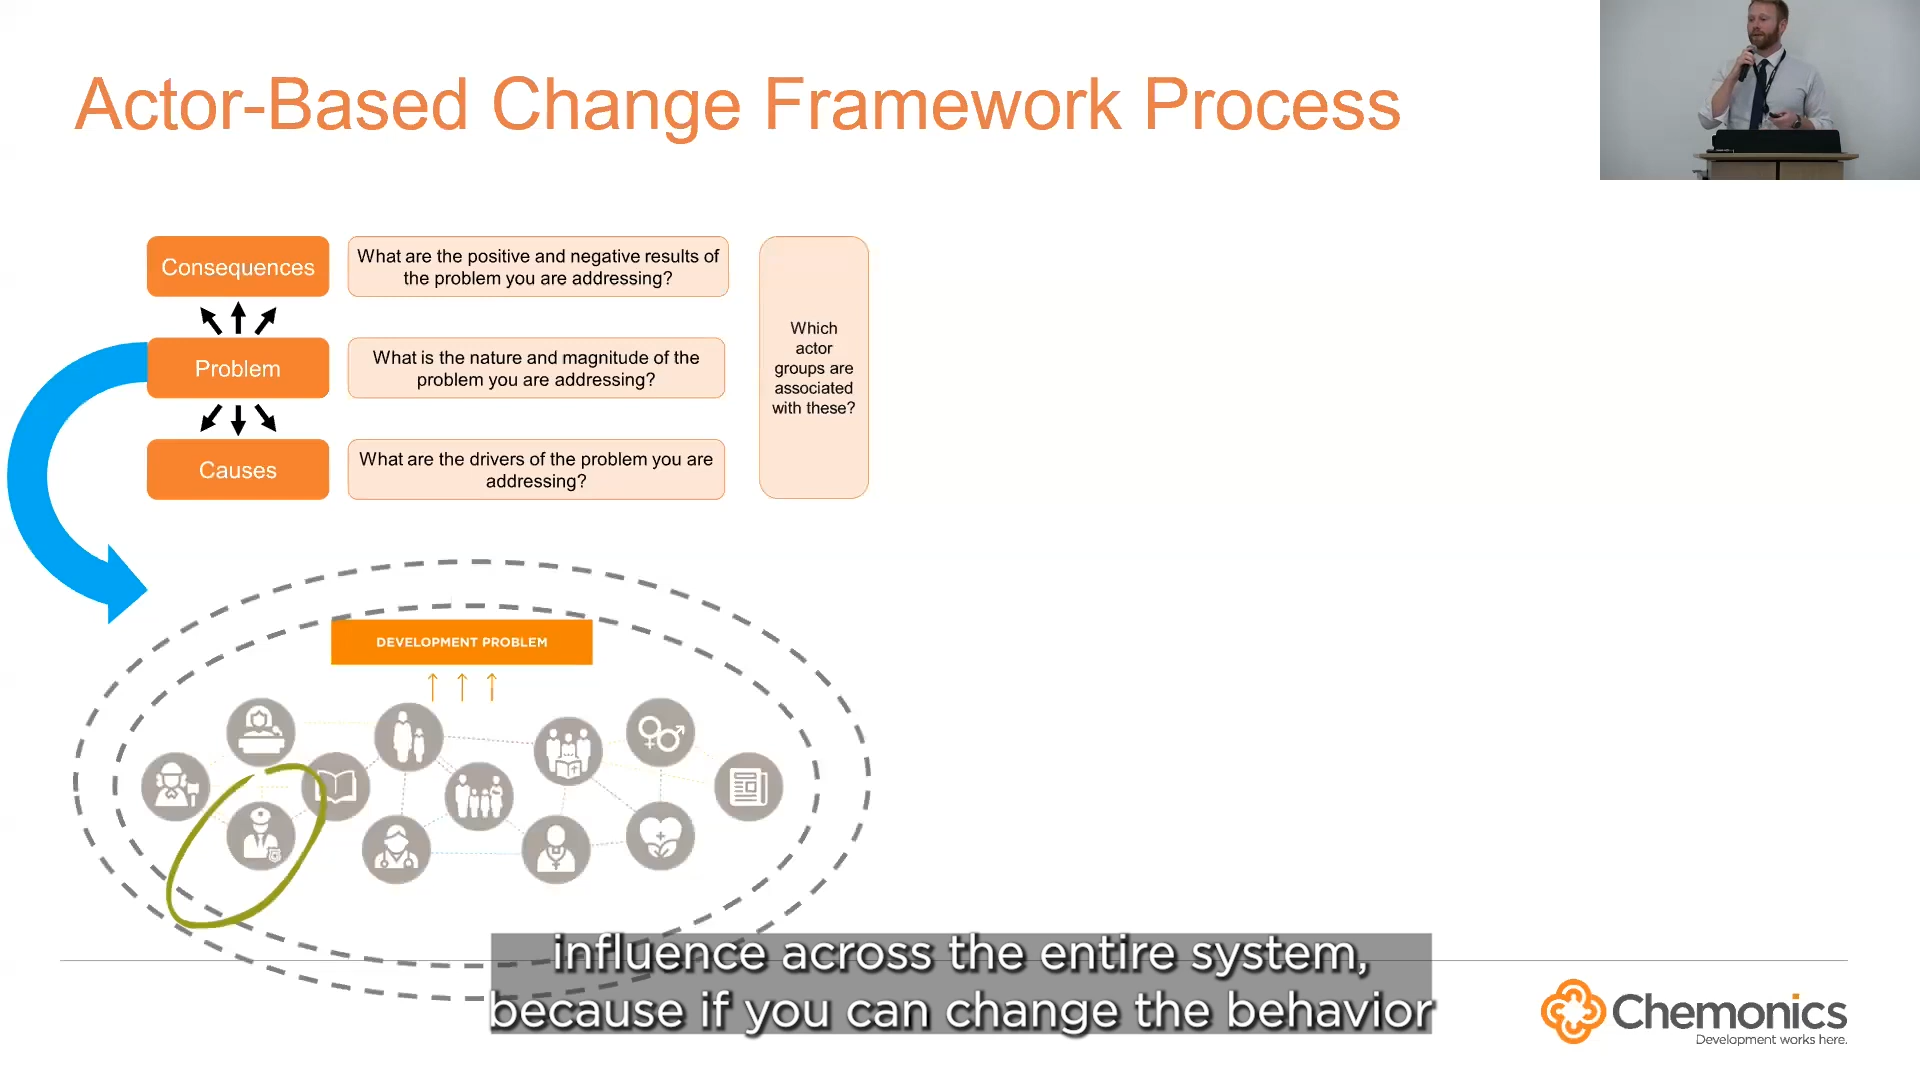 Actor-Based Change Framework Process
Consequences
What are the positive and negative results of
the problem you are addressing?
Problem
What is the nature and magnitude of the
problem you are addressing?
Causes
What are the drivers of the problem you are
addressing?
Which
actor
groups are
associated
with these?
DEVELOPMENT PROBLEM
influence across the entire system,
because if you can change the behavior
Chemonics
Development works here.